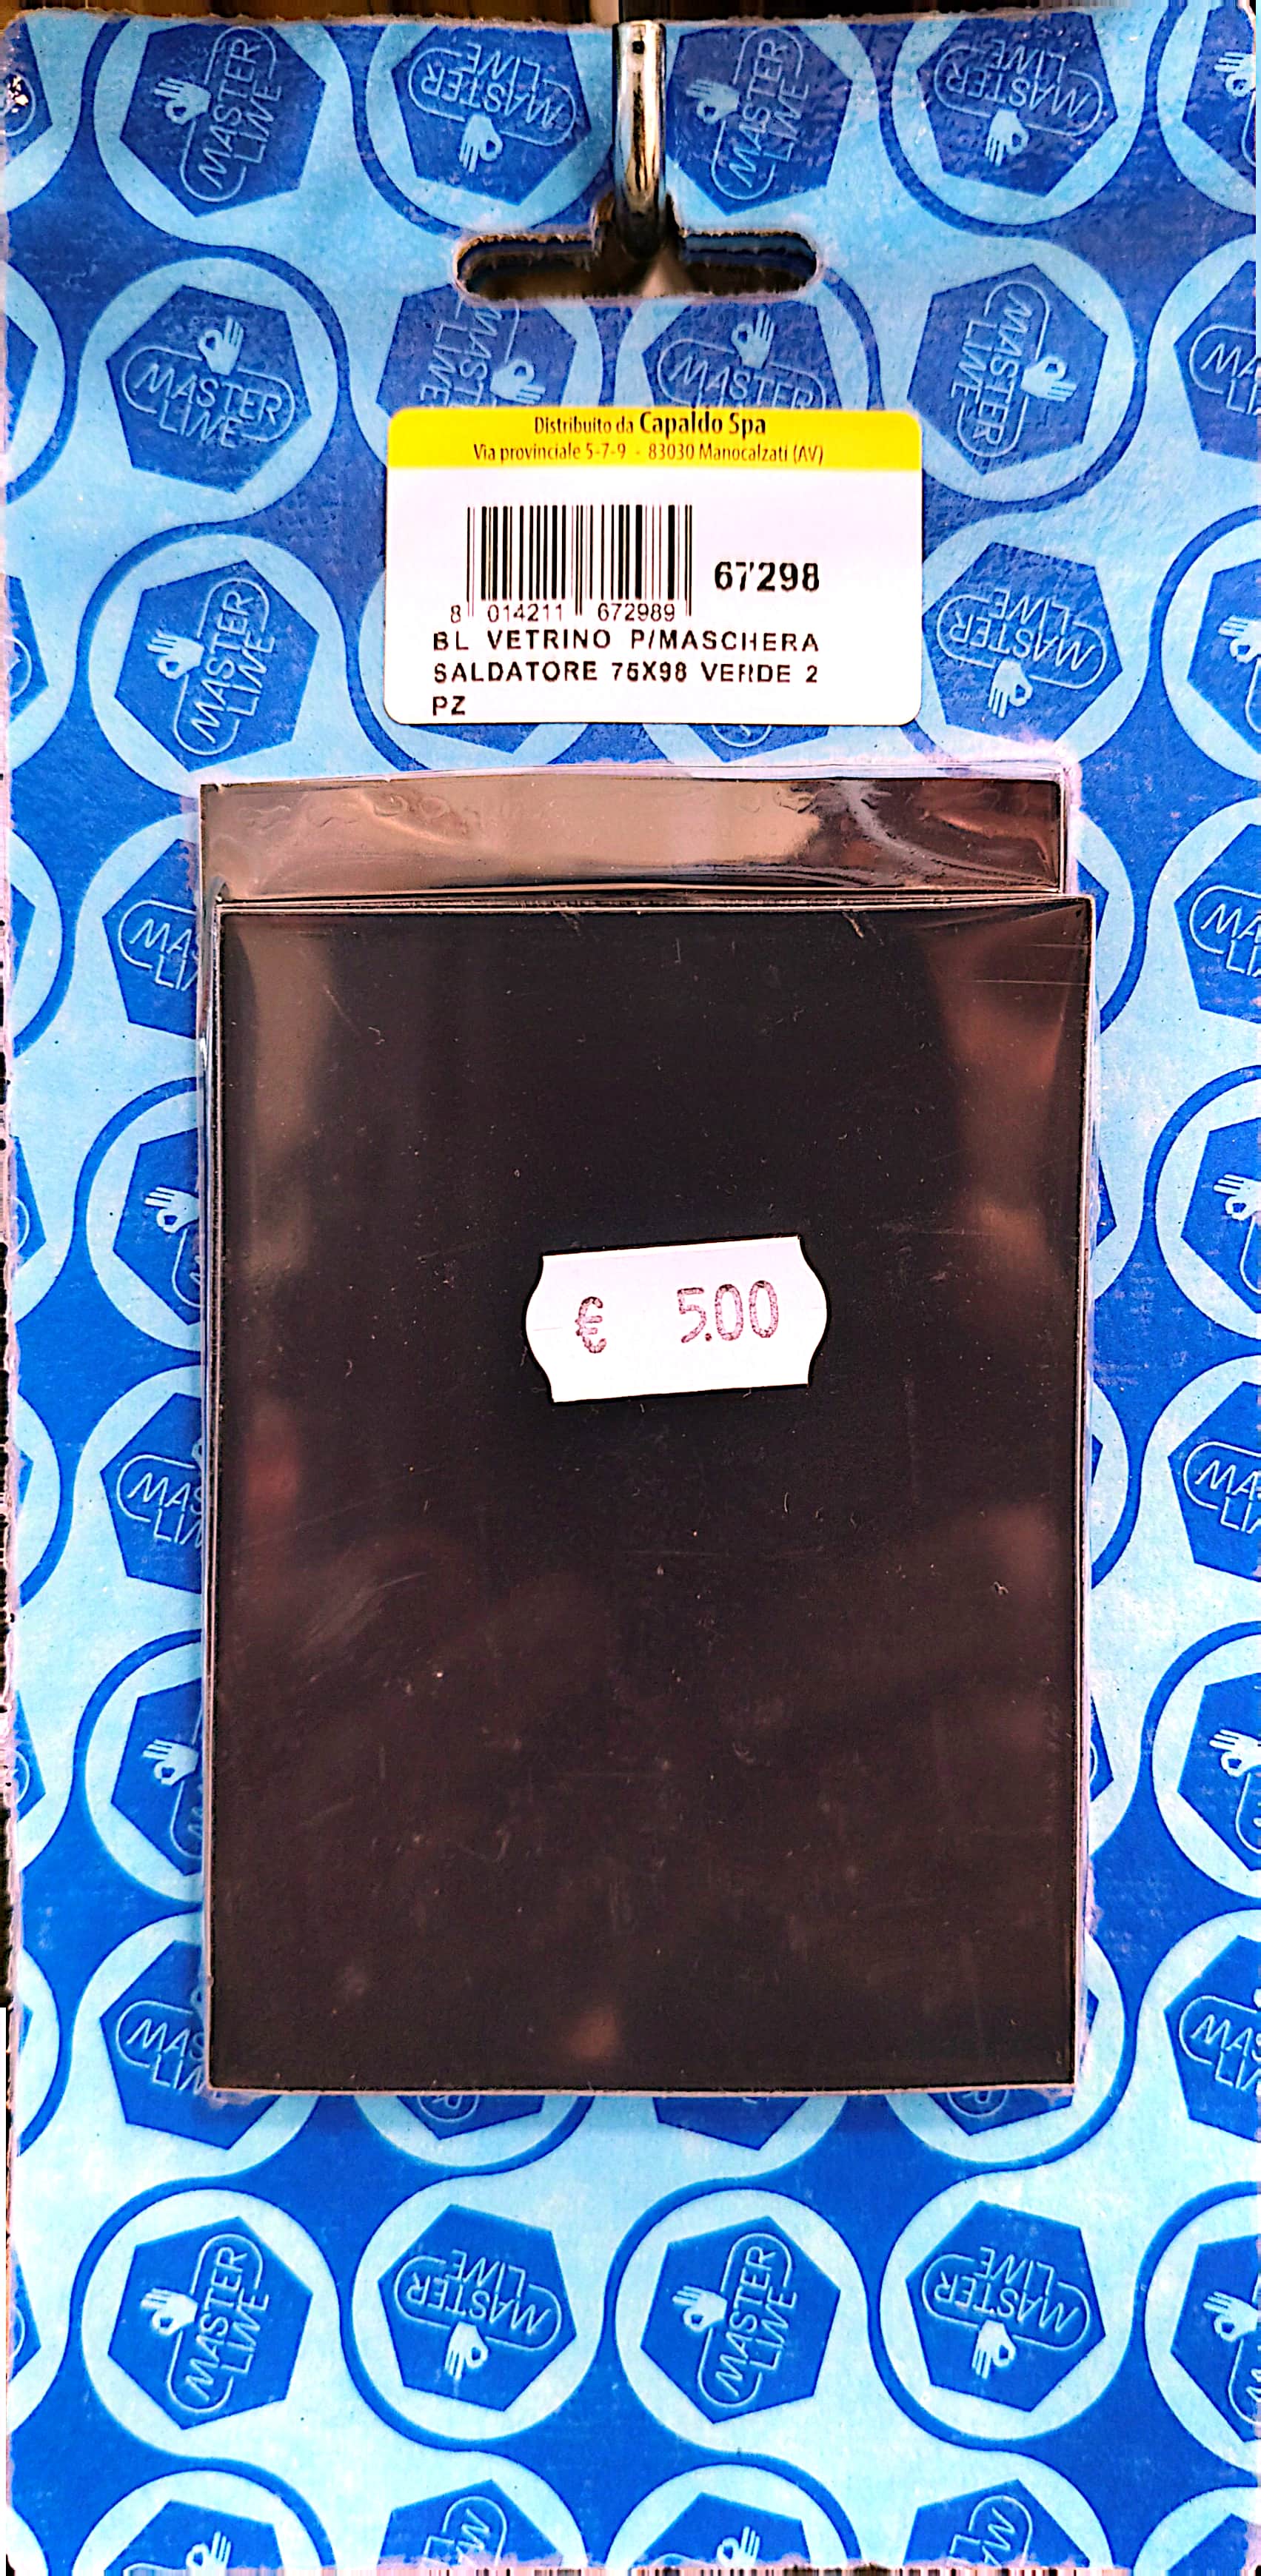 Distribuito da Capaldo Spa
Via provinciale 5-7-9 - 83030 Manocalzati (AV)
67298
8 014211 672989
BL VETRINO P/MASCHERA
SALDATORE 75X98 VERDE 2
PZ
€ 5.00
MASTER
LINE